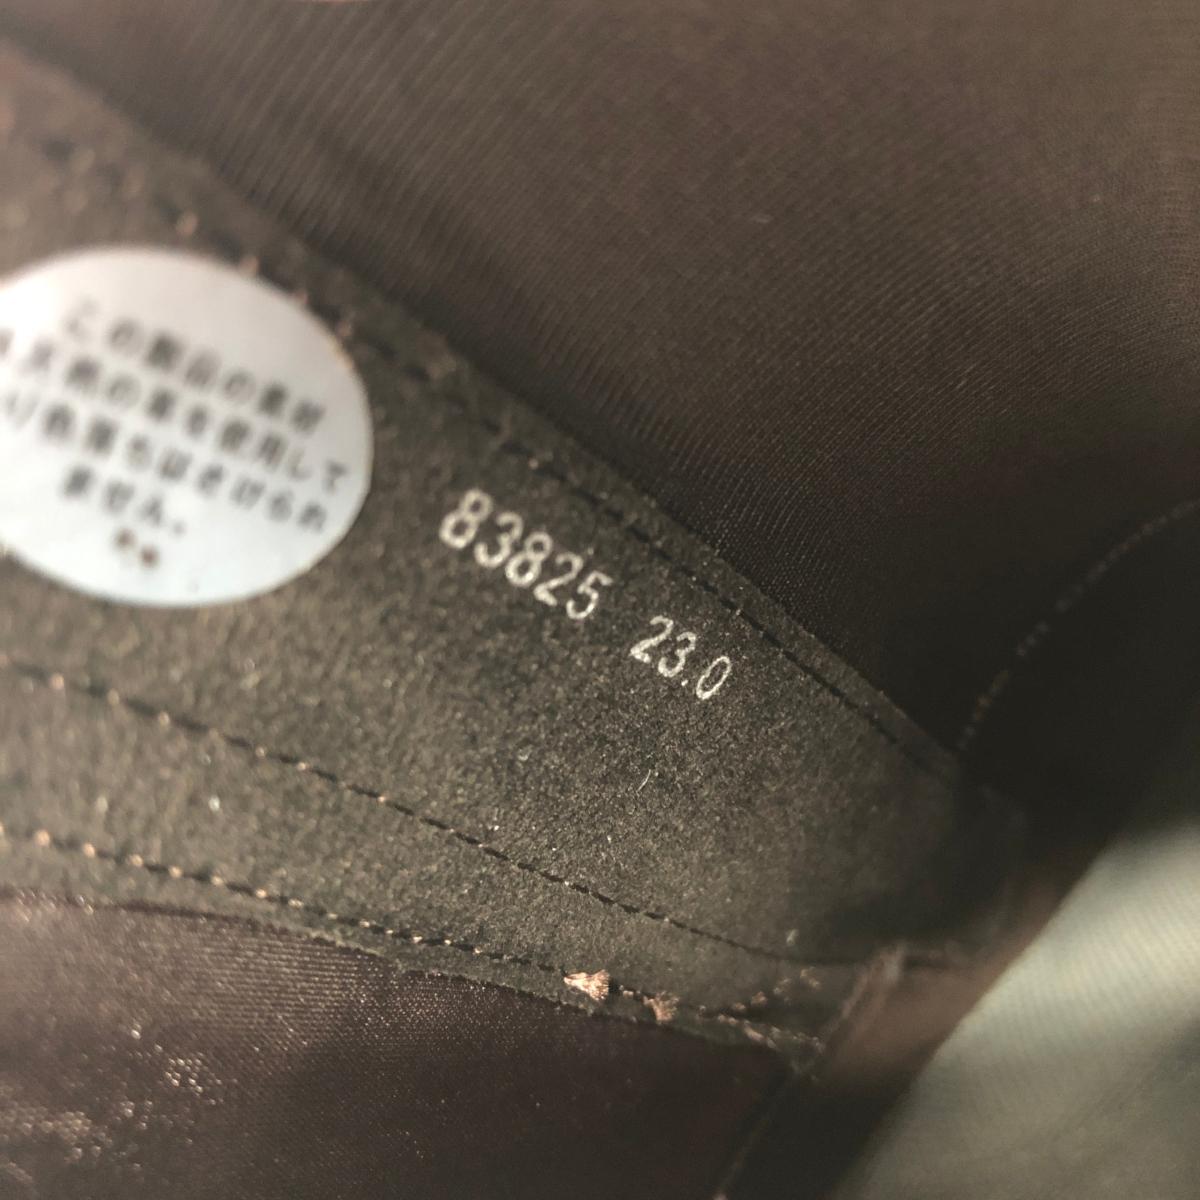 この製品の素材
天然の革を使用して
り色落ちはさけられ
ません。
83825 23.0